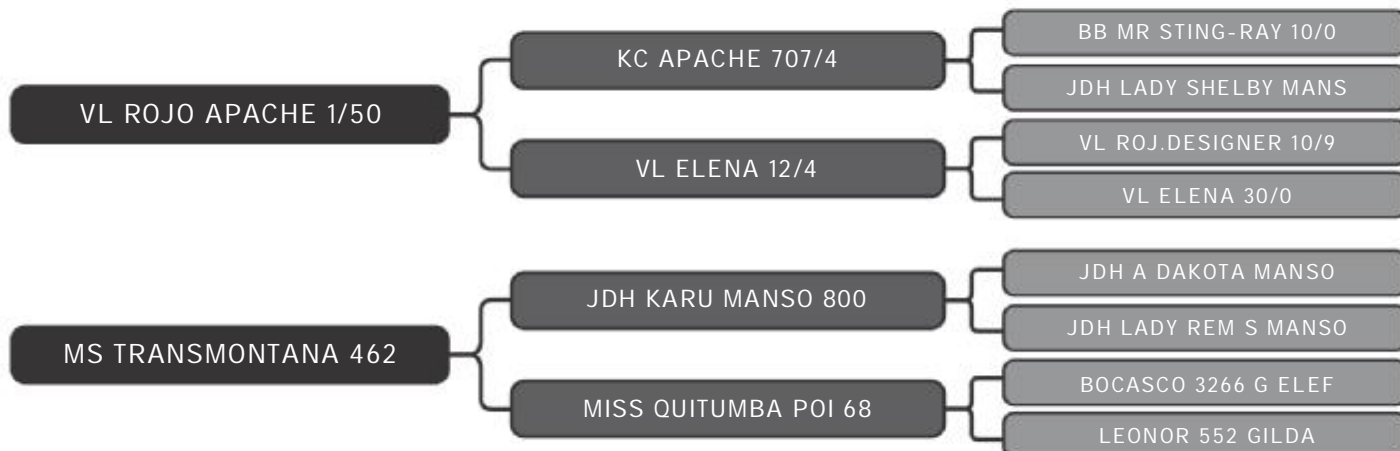 BB MR STING-RAY 10/0
KC APACHE 707/4
JDH LADY SHELBY MANS
VL ROJO APACHE 1/50
VL ROJ.DESIGNER 10/9
VL ELENA 12/4
VL ELENA 30/0
JDH A DAKOTA MANSO
JDH KARU MANSO 800
JDH LADY REM S MANSO
MS TRANSMONTANA 462
BOCASCO 3266 G ELEF
MISS QUITUMBA POI 68
LEONOR 552 GILDA